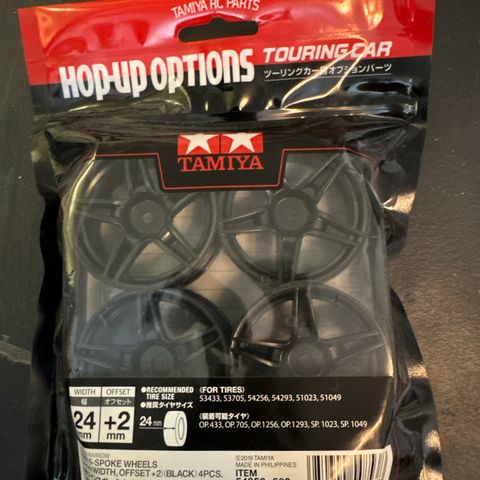 TAMIYA RC PARTS
HOP-UP OPTIONS TOURING CAR
ツーリングカー用オプションパーツ
TAMIYA
WIDTH OFFSET
幅 オフセット
24 mm +2 mm
●RECOMMENDED TIRE SIZE
●推奨タイヤサイズ
24 mm
(FOR TIRES)
53433, 53705, 54256, 54293, 51023, 51049
(装着可能タイヤ)
OP.433, OP.705, OP.1256, OP.1293, SP.1023, SP.1049
5-SPOKE WHEELS
WIDTH, OFFSET+2) (BLACK) 4PCS.
©2019 TAMIYA
MADE IN PHILIPPINES
ITEM